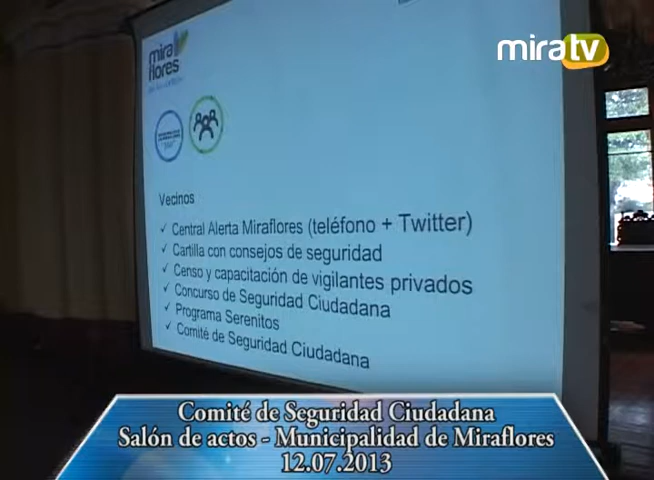 mira
flores
miratv
Vecinos
✓ Central Alerta Miraflores (teléfono + Twitter)
✓ Cartilla con consejos de seguridad
✓ Censo y capacitación de vigilantes privados
✓ Concurso de Seguridad Ciudadana
✓ Programa Serenitos
✓ Comité de Seguridad Ciudadana
Comité de Seguridad Ciudadana
Salón de actos - Municipalidad de Miraflores
12.07.2013